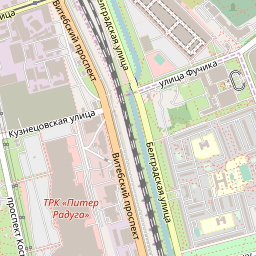 Витебский проспект
Белградская улица
улица Фучика
Кузнецовская улица
Белградская улица
Витебский проспект
ТРК «Питер
Радуга»
проспект Кос